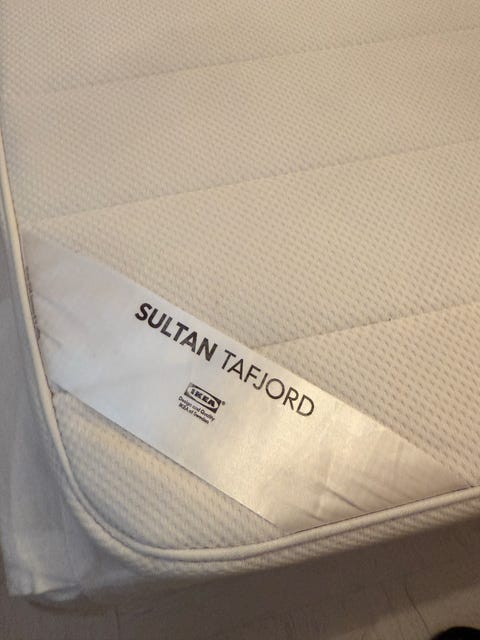 SULTAN TAFJORD
IKEA
Design and Quality
IKEA of Sweden